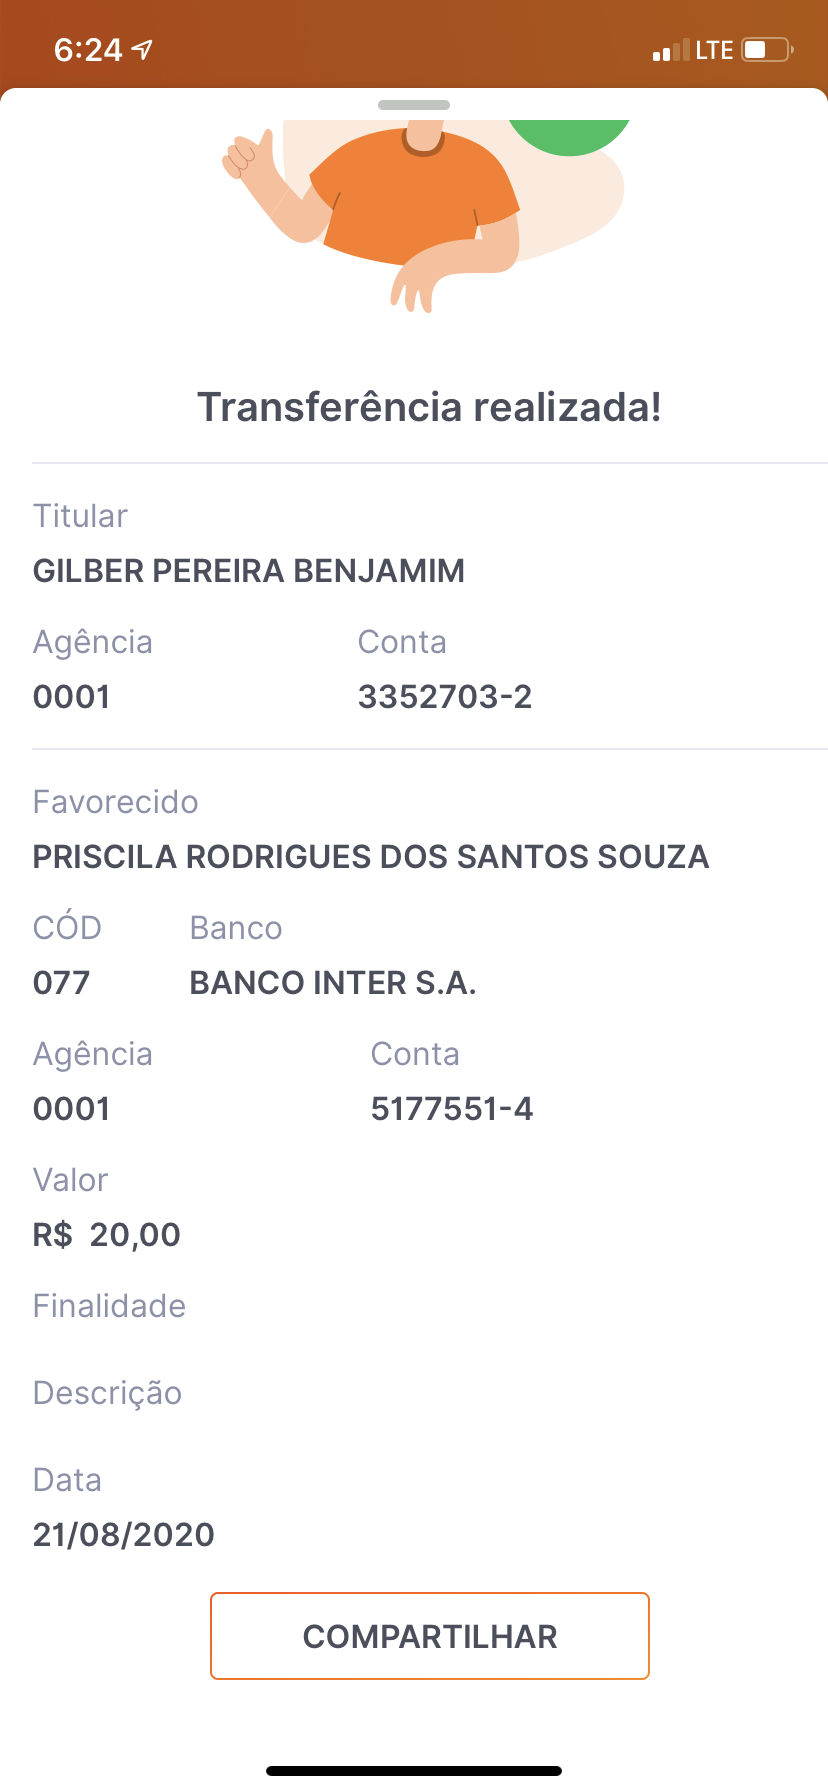 6:24 LTE
Transferência realizada!
Titular
GILBER PEREIRA BENJAMIM
Agência Conta
0001 3352703-2
Favorecido
PRISCILA RODRIGUES DOS SANTOS SOUZA
CÓD Banco
077 BANCO INTER S.A.
Agência Conta
0001 5177551-4
Valor
R$ 20,00
Finalidade
Descrição
Data
21/08/2020
COMPARTILHAR